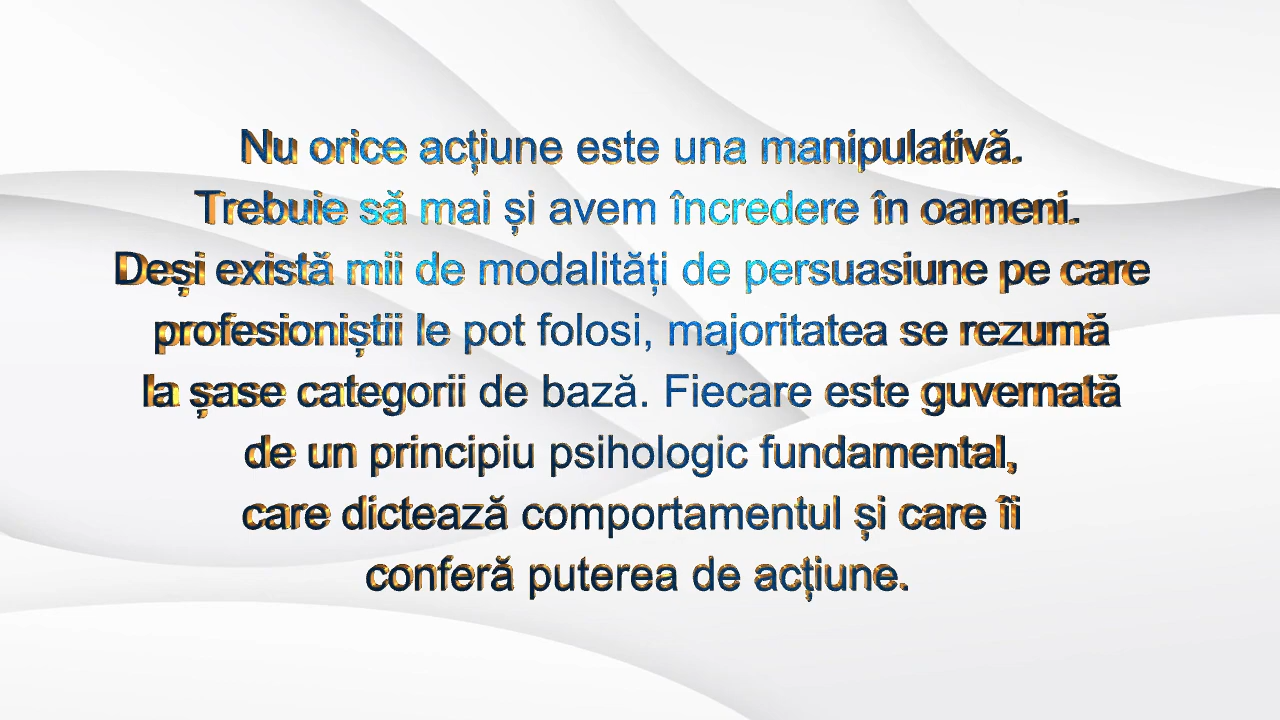 Nu orice acțiune este una manipulativă.
Trebuie să mai și avem încredere în oameni.
Deși există mii de modalități de persuasiune pe care
profesioniștii le pot folosi, majoritatea se rezumă
la șase categorii de bază. Fiecare este guvernată
de un principiu psihologic fundamental,
care dictează comportamentul și care îi
conferă puterea de acțiune.